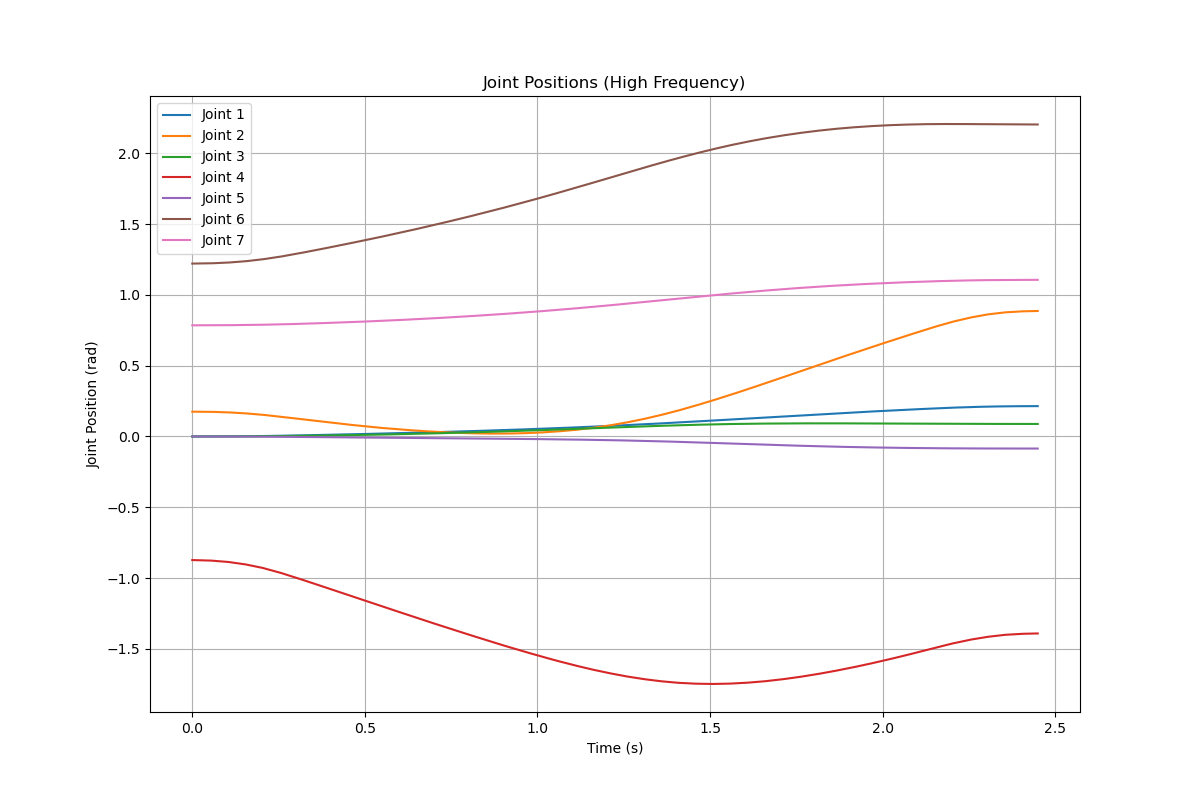 Joint Positions (High Frequency)
Joint 1
Joint 2
Joint 3
Joint 4
Joint 5
Joint 6
Joint 7
Joint Position (rad)
2.0
1.5
1.0
0.5
0.0
−0.5
−1.0
−1.5
0.0 0.5 1.0 1.5 2.0 2.5
Time (s)